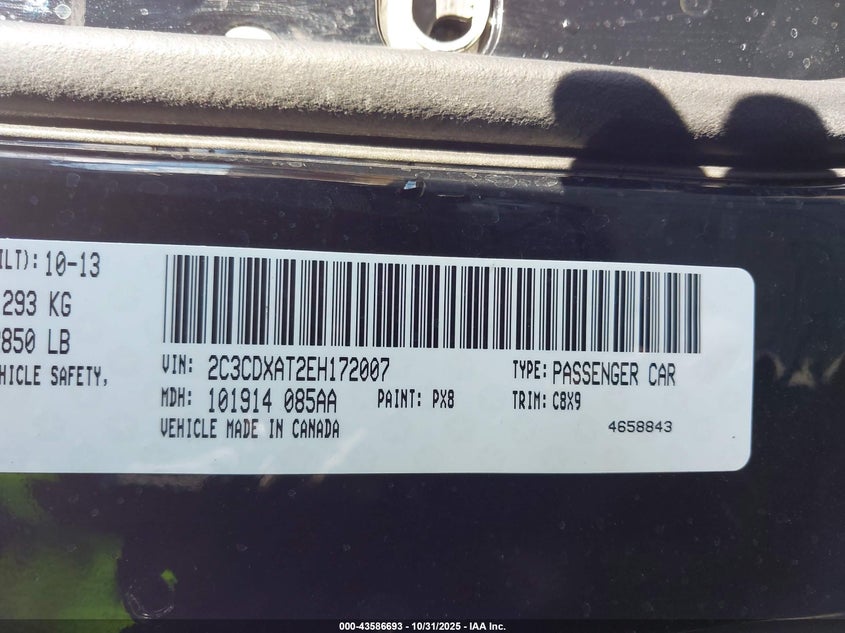 ILT): 10-13
293 KG
850 LB
HICLE SAFETY,
VIN: 2C3CDXAT2EH172007
TYPE: PASSENGER CAR
MDH: 101914 085AA
PAINT: PX8
TRIM: C8X9
VEHICLE MADE IN CANADA
4658843
000-43586693 - 10/31/2025 - IAA Inc.